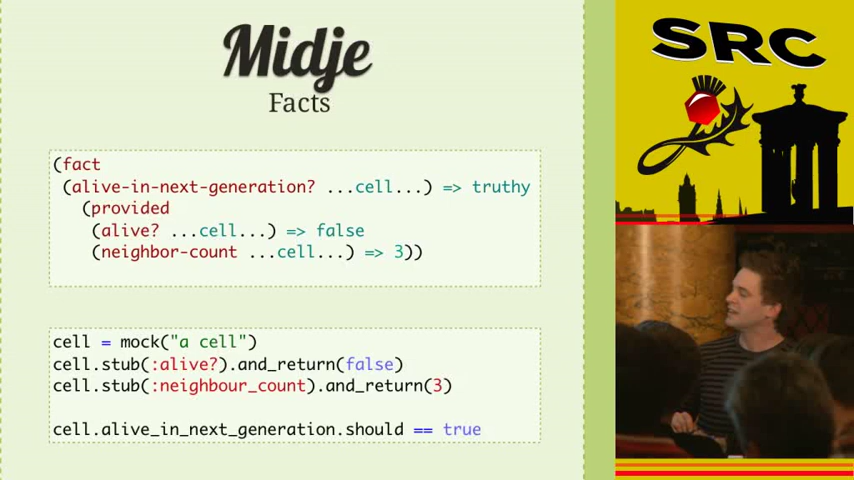 Midje
Facts
(fact
(alive-in-next-generation? ...cell...) => truthy
(provided
(alive? ...cell...) => false
(neighbor-count ...cell...) => 3))
cell = mock("a cell")
cell.stub(:alive?).and_return(false)
cell.stub(:neighbour_count).and_return(3)
cell.alive_in_next_generation.should == true
SRC